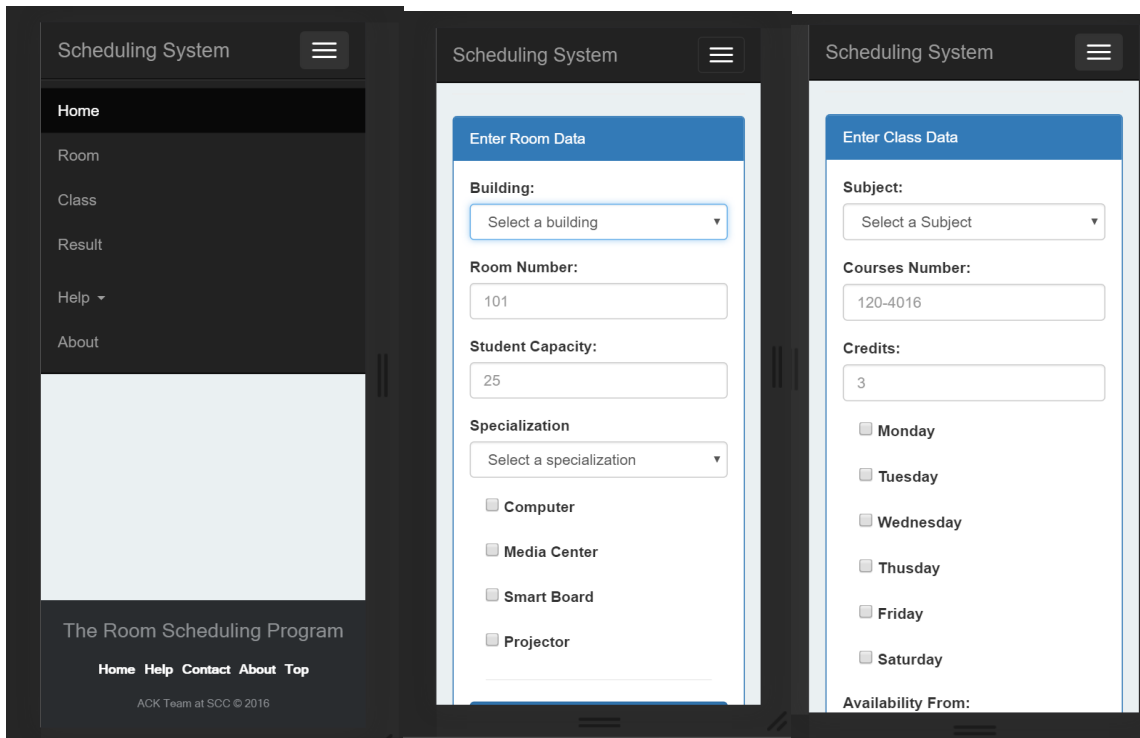 Scheduling System
Home
Room
Class
Result
Help
About
The Room Scheduling Program
Home Help Contact About Top
ACK Team at SCC © 2016
Scheduling System
Enter Room Data
Building:
Select a building
Room Number:
101
Student Capacity:
25
Specialization
Select a specialization
Computer
Media Center
Smart Board
Projector
Scheduling System
Enter Class Data
Subject:
Select a Subject
Courses Number:
120-4016
Credits:
3
Monday
Tuesday
Wednesday
Thusday
Friday
Saturday
Availability From: